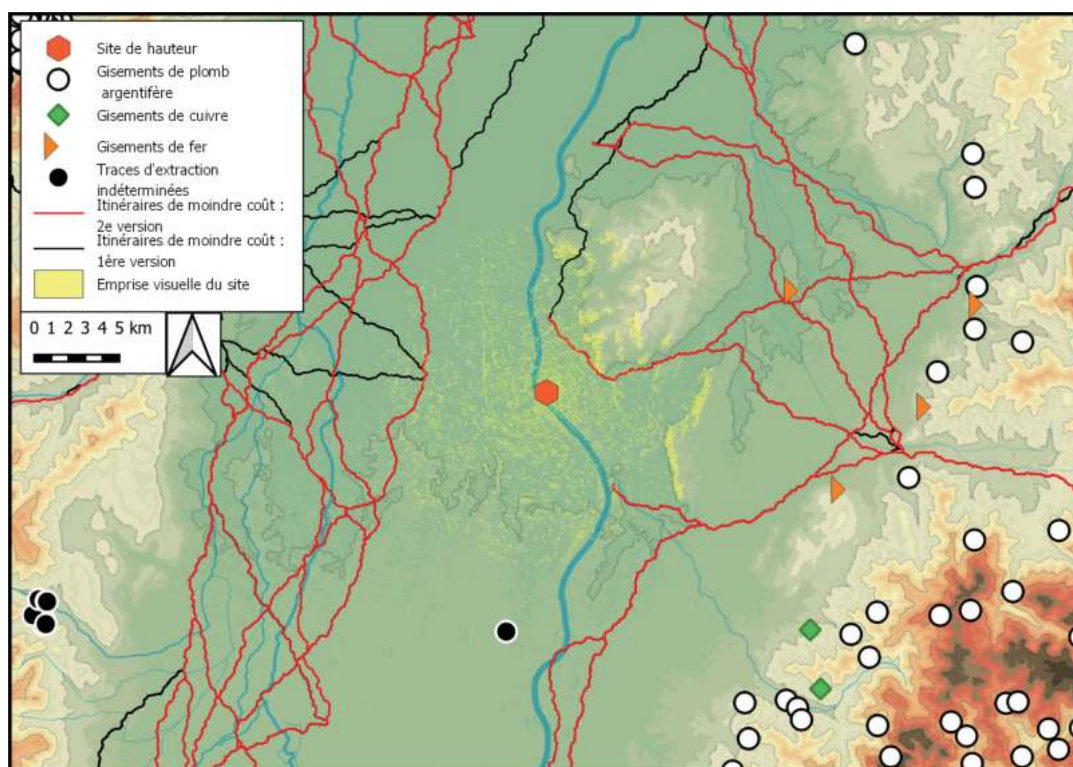 Site de hauteur
Gisements de plomb
argentifère
Gisements de cuivre
Gisements de fer
Traces d'extraction
indéterminées
Itinéraires de moindre coût :
2e version
Itinéraires de moindre coût :
1ère version
Emprise visuelle du site
0 1 2 3 4 5 km